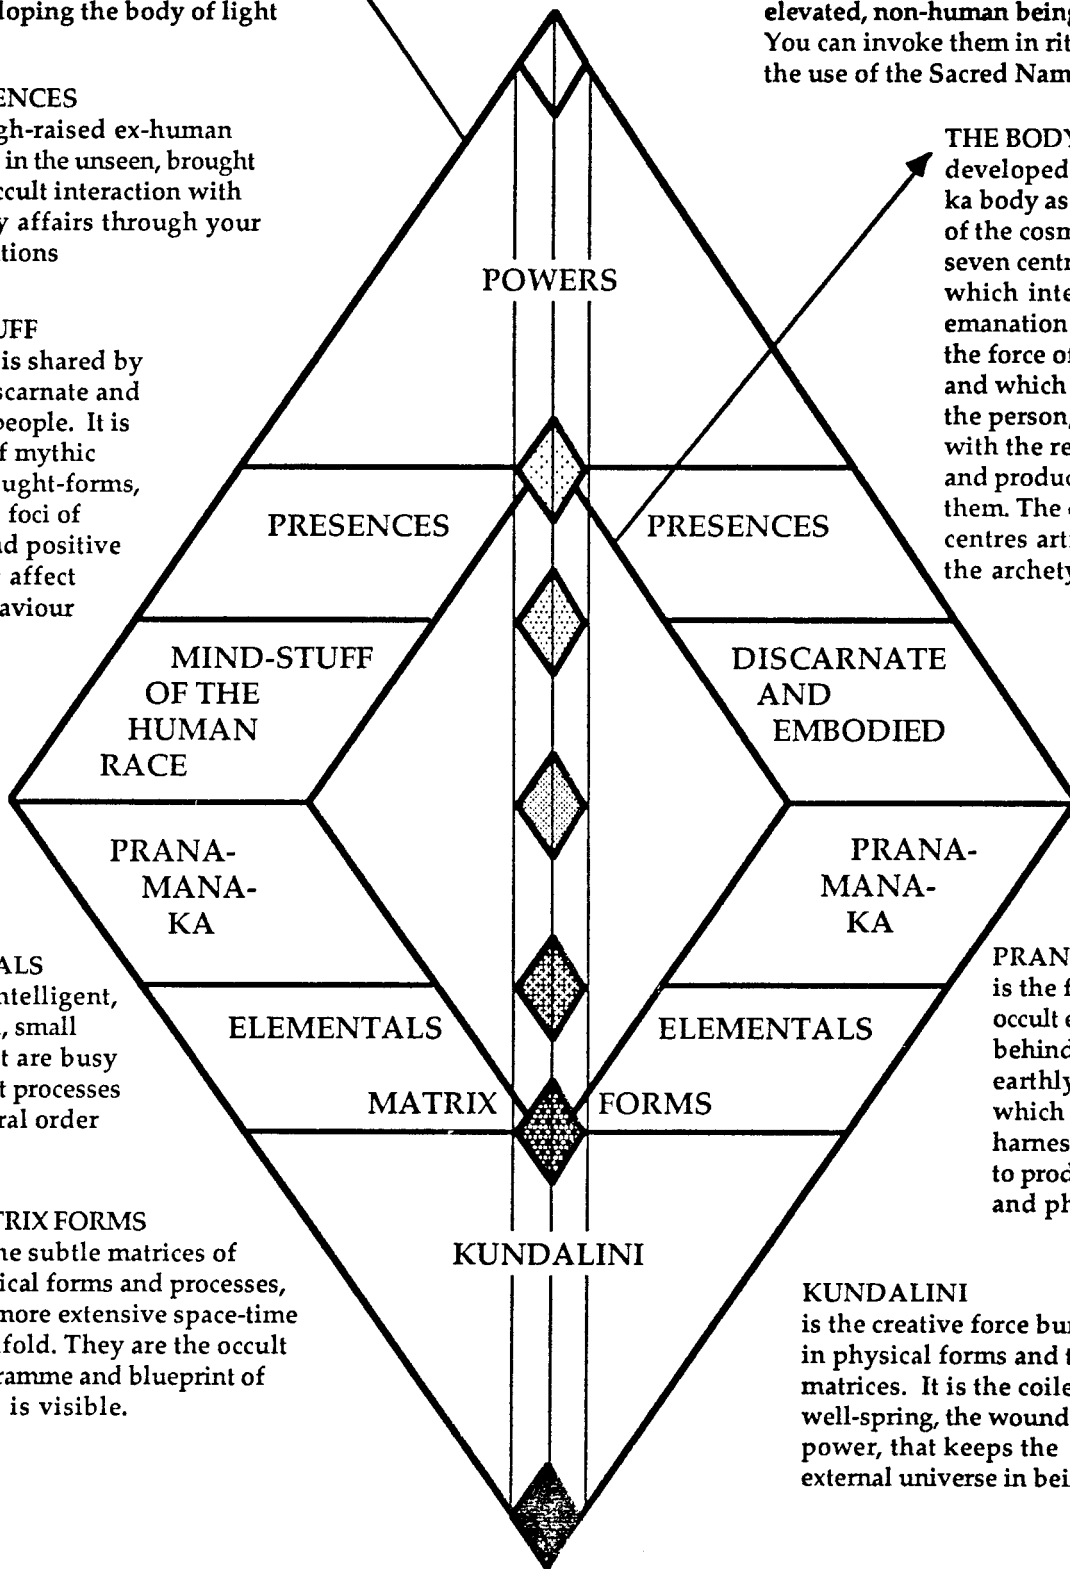 loping the body of light
ENCES
gh-raised ex-human
in the unseen, brought
ccult interaction with
y affairs through your
tions
UFF
is shared by
scarnate and
people. It is
f mythic
ught-forms,
foci of
nd positive
affect
aviour
ALS
ntelligent,
, small
t are busy
t processes
ral order
TRIX FORMS
ne subtle matrices of
ical forms and processes,
more extensive space-time
ifold. They are the occult
ramme and blueprint of
is visible.
POWERS
PRESENCES
PRESENCES
MIND-STUFF
OF THE
HUMAN
RACE
DISCARNATE
AND
EMBODIED
PRANA-
MANA-
KA
PRANA-
MANA-
KA
ELEMENTALS
ELEMENTALS
MATRIX FORMS
KUNDALINI
elevated, non-human being
You can invoke them in rit
the use of the Sacred Nam
THE BODY
developed
ka body as
of the cosm
seven centr
which inte
emanation
the force of
and which
the person,
with the re
and produc
them. The
centres art
the archety
PRAN
is the f
occult e
behind
earthly
which
harnes
to prod
and ph
KUNDALINI
is the creative force bur
in physical forms and t
matrices. It is the coile
well-spring, the wound
power, that keeps the
external universe in bei